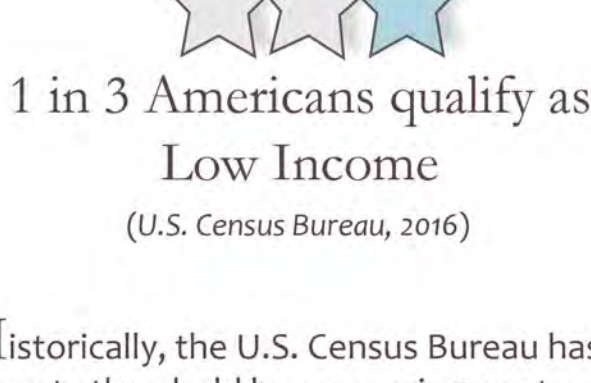 1 in 3 Americans qualify as
Low Income
(U.S. Census Bureau, 2016)
Historically, the U.S. Census Bureau has